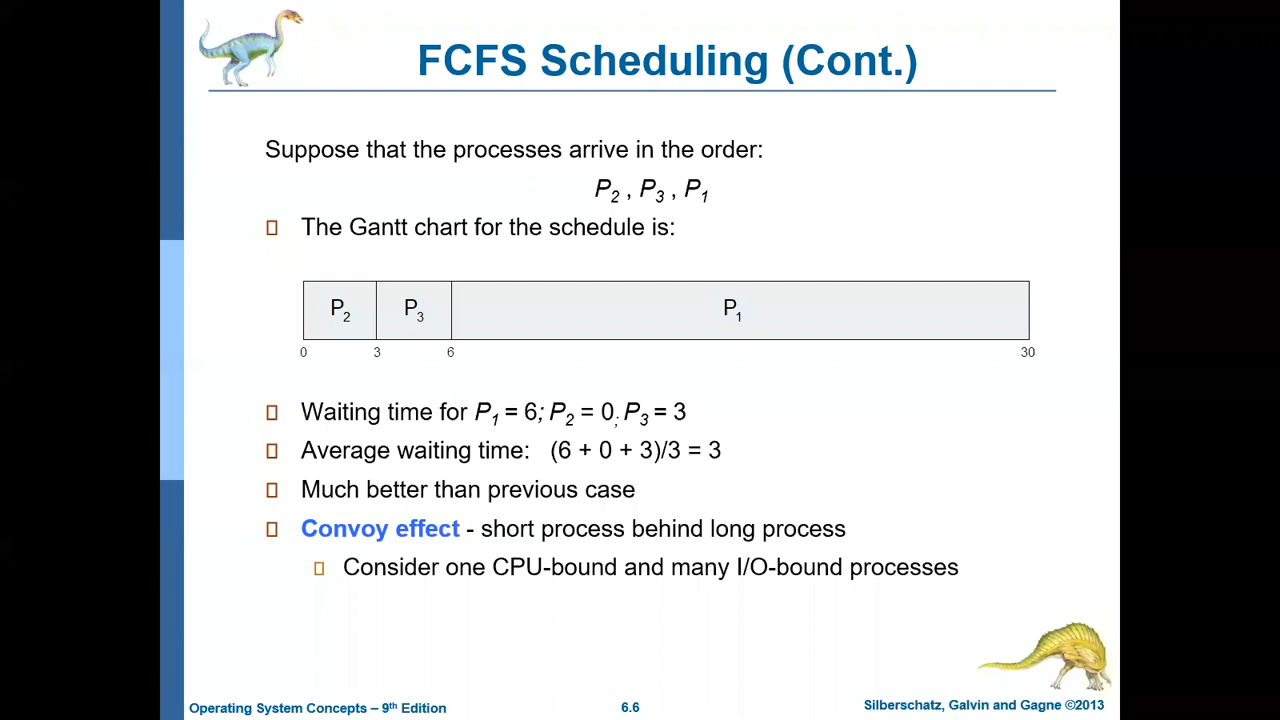 FCFS Scheduling (Cont.)
Suppose that the processes arrive in the order:
P2 , P3 , P1
The Gantt chart for the schedule is:
P2 P3 P1
0 3 6 30
Waiting time for P1 = 6; P2 = 0; P3 = 3
Average waiting time: (6 + 0 + 3)/3 = 3
Much better than previous case
Convoy effect - short process behind long process
Consider one CPU-bound and many I/O-bound processes
Operating System Concepts – 9th Edition 6.6 Silberschatz, Galvin and Gagne ©2013